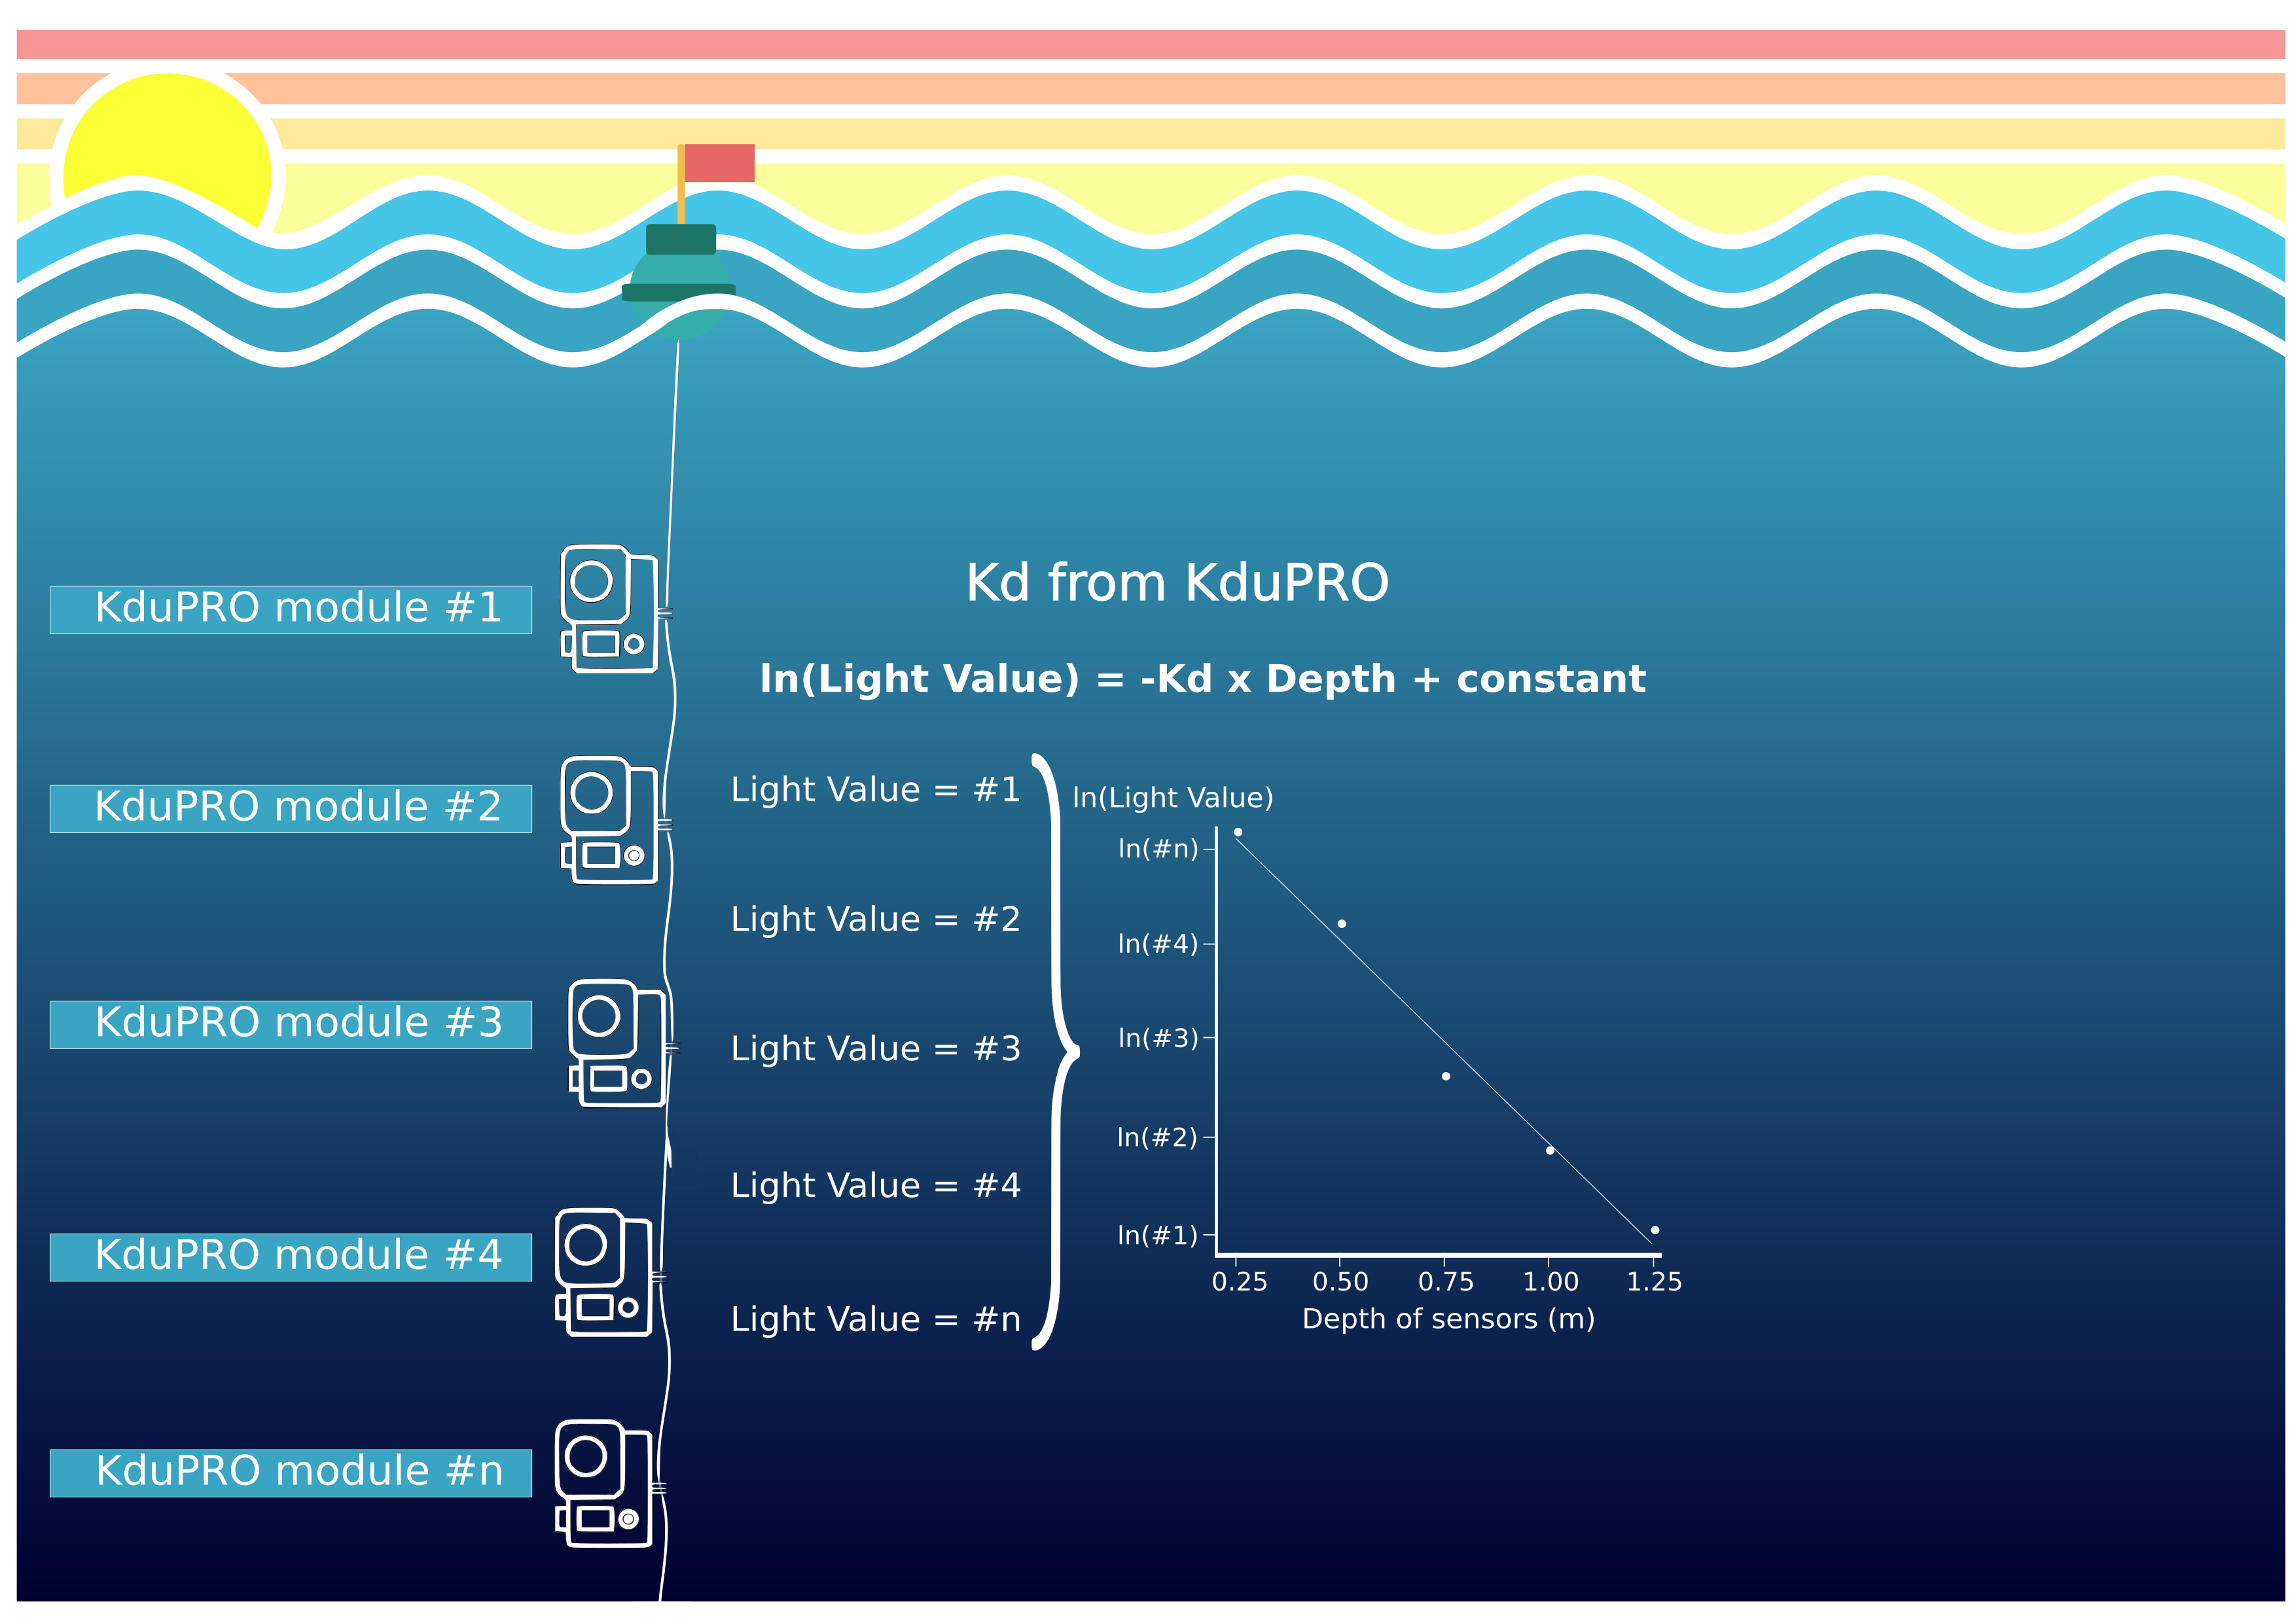 KduPRO module #1
KduPRO module #2
KduPRO module #3
KduPRO module #4
KduPRO module #n
Kd from KduPRO
ln(Light Value) = -Kd x Depth + constant
Light Value = #1
Light Value = #2
Light Value = #3
Light Value = #4
Light Value = #n
ln(Light Value)
ln(#n)
ln(#4)
ln(#3)
ln(#2)
ln(#1)
0.25 0.50 0.75 1.00 1.25
Depth of sensors (m)